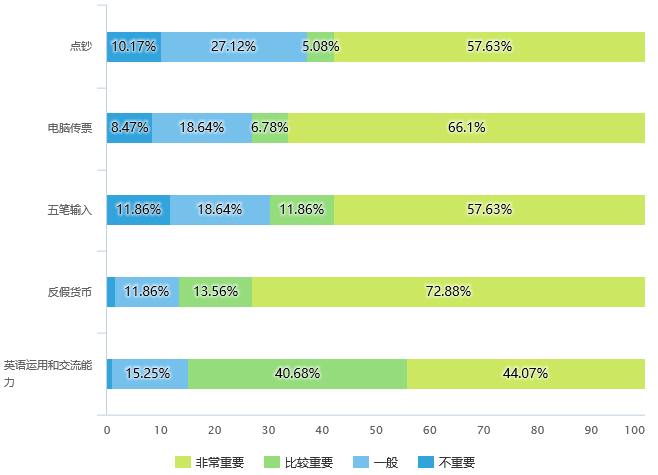 点鈔
10.17% 27.12% 5.08% 57.63%
电脑传票
8.47% 18.64% 6.78% 66.1%
五笔输入
11.86% 18.64% 11.86% 57.63%
反假货币
11.86% 13.56% 72.88%
英语运用和交流能
力
15.25% 40.68% 44.07%
0 10 20 30 40 50 60 70 80 90 100
非常重要 比较重要 一般 不重要